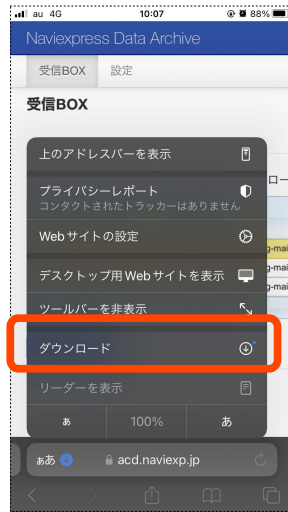 au 4G 10:07 88%
Naviexpress Data Archive
受信BOX 設定
受信BOX
上のアドレスバーを表示
ロー
プライバシーレポート
コンタクトされたトラッカーはありません
Webサイトの設定
g-mai
デスクトップ用Webサイトを表示
g-mai
ツールバーを非表示
g-mai
ダウンロード
リーダーを表示
あ 100% あ
ああ acd.naviexp.jp